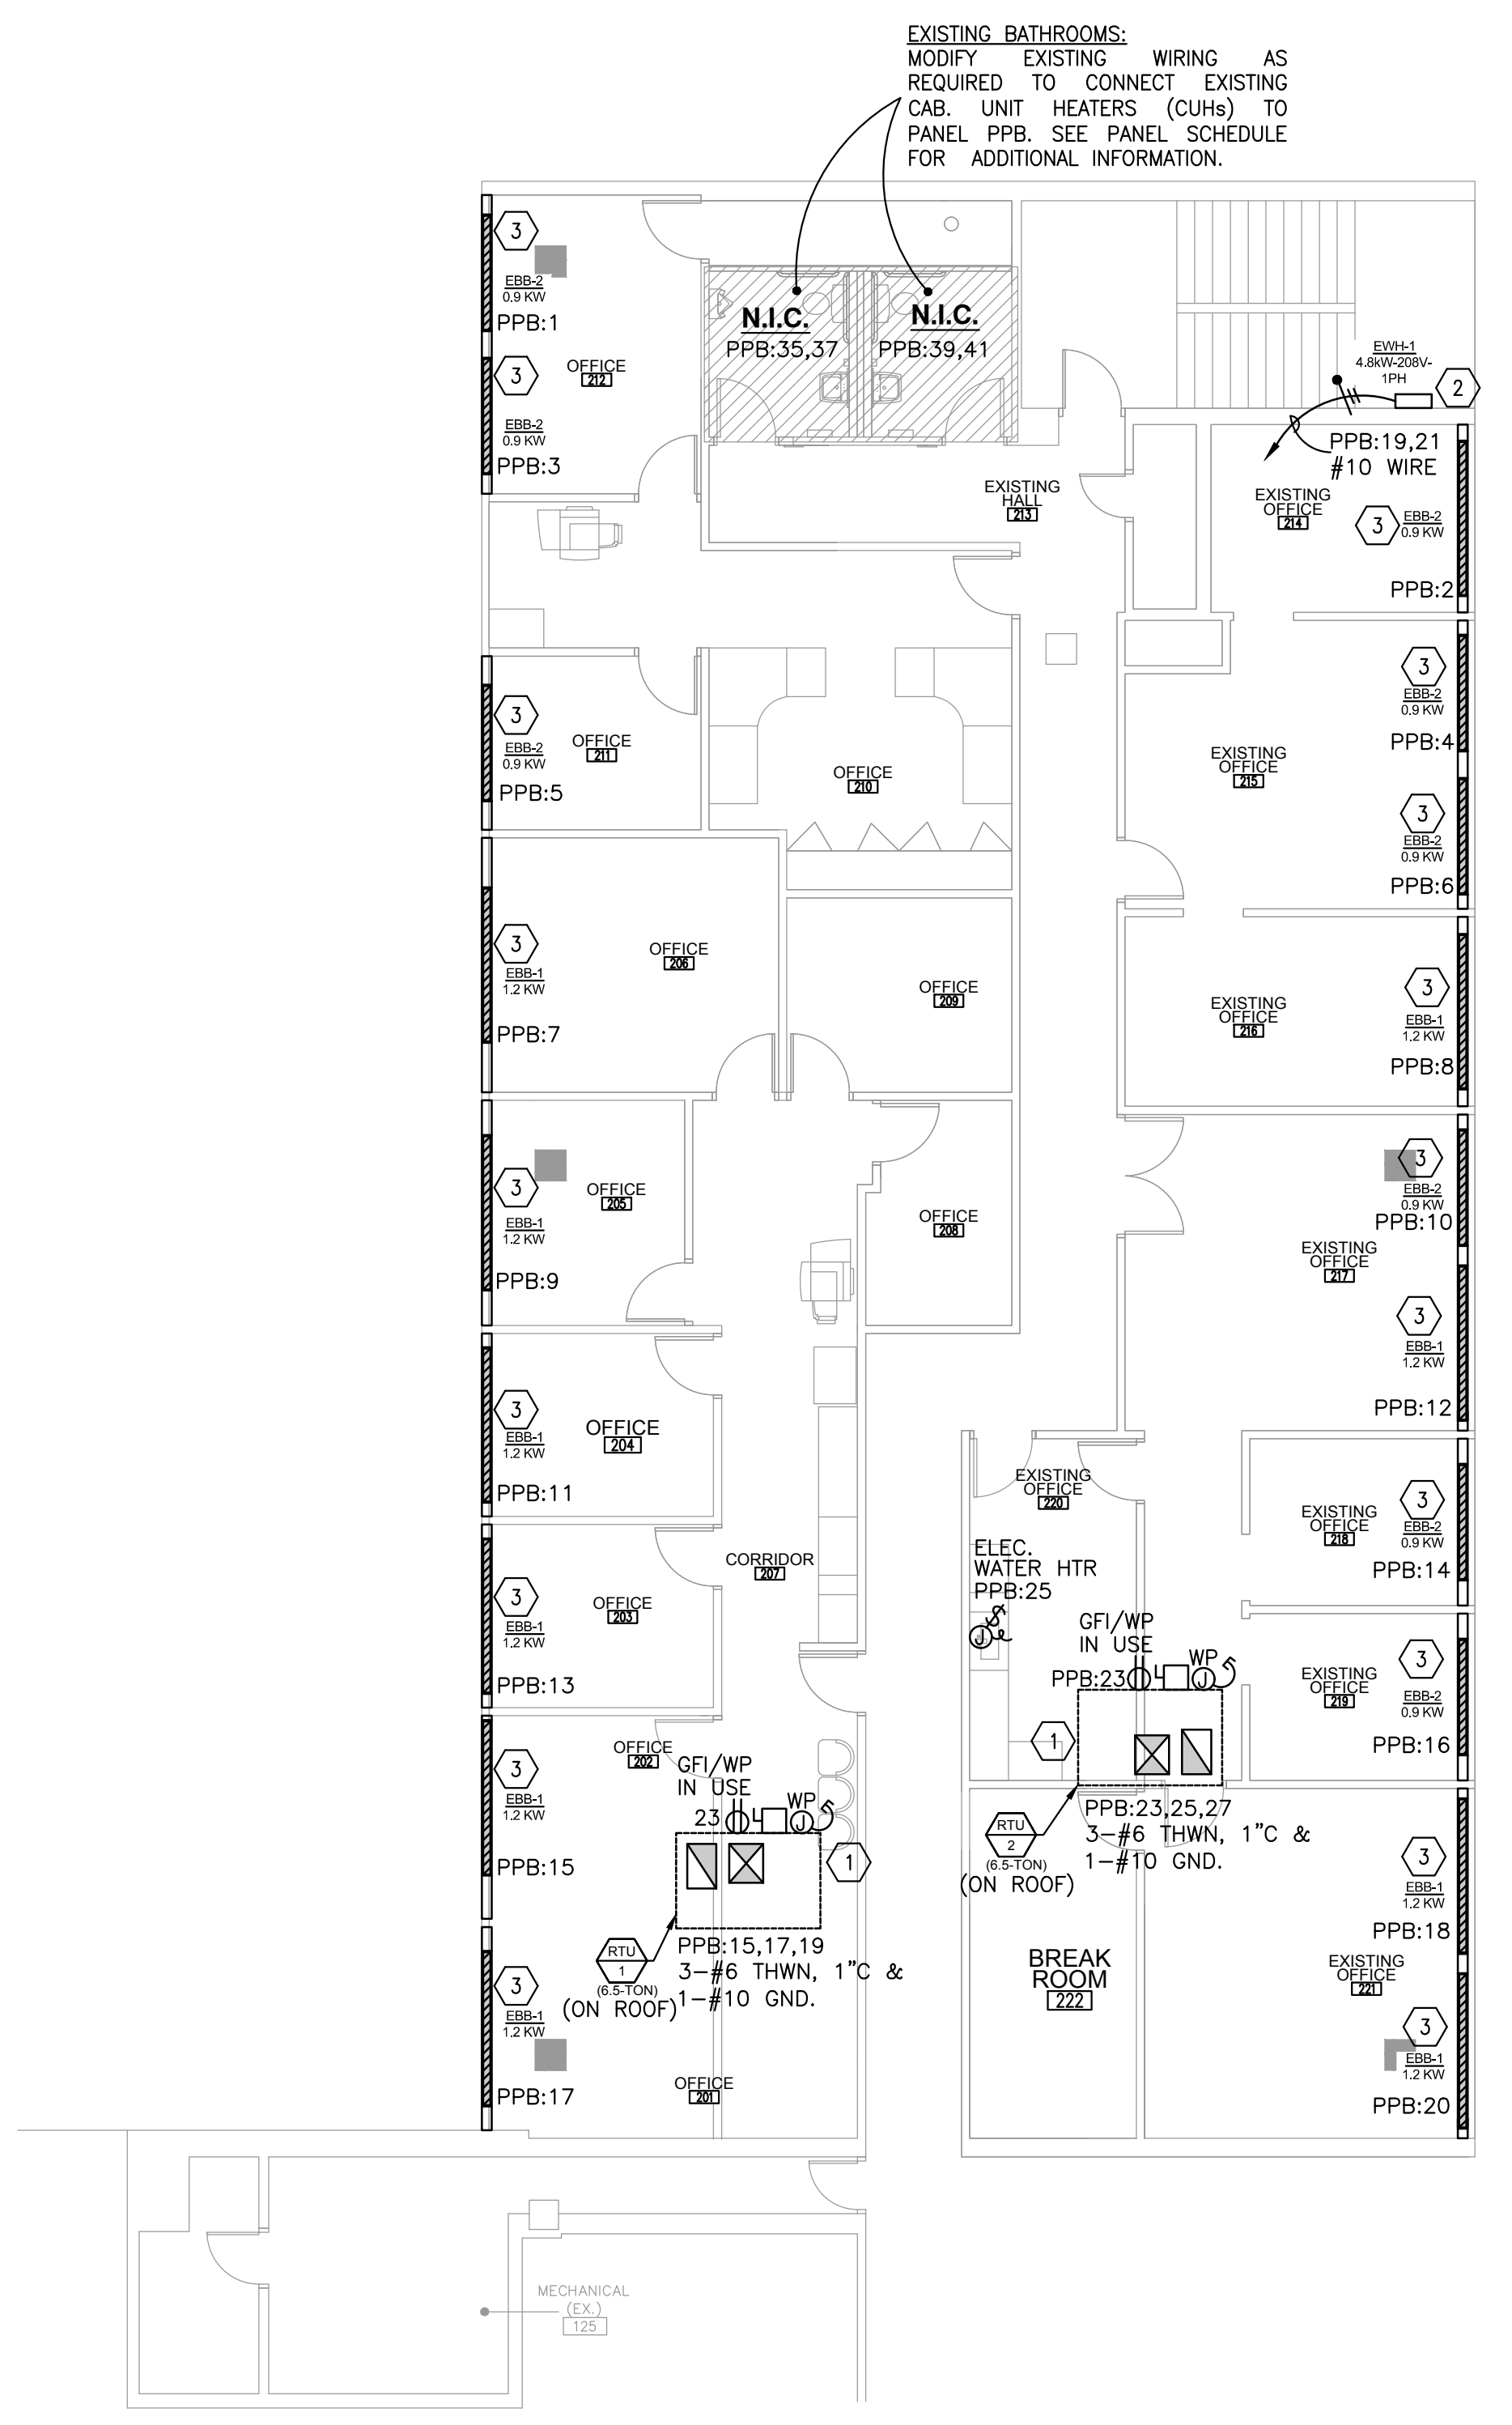 EXISTING BATHROOMS:
MODIFY EXISTING WIRING AS
REQUIRED TO CONNECT EXISTING
CAB. UNIT HEATERS (CUHs) TO
PANEL PPB. SEE PANEL SCHEDULE
FOR ADDITIONAL INFORMATION.
3
EBB-2
0.9 KW
PPB:1
3
OFFICE
212
EBB-2
0.9 KW
PPB:3
N.I.C.
PPB:35,37
N.I.C.
PPB:39,41
EWH-1
4.8kW-208V-
1PH
2
PPB:19,21
#10 WIRE
EXISTING
HALL
213
EXISTING
OFFICE
214
3
EBB-2
0.9 KW
PPB:2
3
EBB-2
0.9 KW
PPB:4
3
EBB-2
0.9 KW
PPB:5
OFFICE
211
OFFICE
210
EXISTING
OFFICE
215
3
EBB-2
0.9 KW
PPB:6
3
EBB-1
1.2 KW
PPB:7
OFFICE
206
OFFICE
209
EXISTING
OFFICE
216
3
EBB-1
1.2 KW
PPB:8
3
EBB-1
1.2 KW
PPB:9
OFFICE
205
OFFICE
208
3
EBB-2
0.9 KW
PPB:10
EXISTING
OFFICE
217
3
EBB-1
1.2 KW
PPB:12
3
EBB-1
1.2 KW
PPB:11
OFFICE
204
EXISTING
OFFICE
220
EXISTING
OFFICE
218
3
EBB-2
0.9 KW
PPB:14
3
EBB-1
1.2 KW
PPB:13
OFFICE
203
CORRIDOR
207
ELEC.
WATER HTR
PPB:25
J
GFI/WP
IN USE
PPB:23
WP
J
EXISTING
OFFICE
219
3
EBB-2
0.9 KW
PPB:16
1
PPB:23,25,27
3-#6 THWN, 1"C &
1-#10 GND.
RTU
2
(6.5-TON)
(ON ROOF)
3
EBB-1
1.2 KW
PPB:15
OFFICE
202
GFI/WP
IN USE
23
WP
J
1
RTU
1
(6.5-TON)
(ON ROOF)
PPB:15,17,19
3-#6 THWN, 1"C &
1-#10 GND.
3
EBB-1
1.2 KW
PPB:17
OFFICE
201
BREAK
ROOM
222
3
EBB-1
1.2 KW
PPB:18
EXISTING
OFFICE
221
3
EBB-1
1.2 KW
PPB:20
MECHANICAL
(EX.)
125